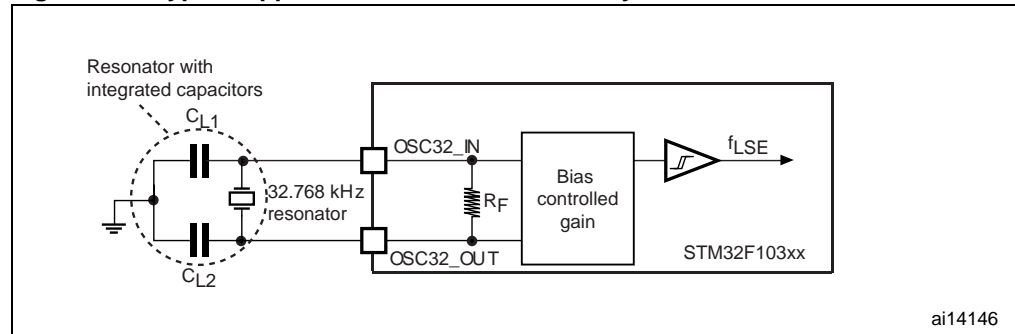 Resonator with
integrated capacitors
CL1
OSC32_IN
fLSE
32.768 kHz
resonator
RF
Bias
controlled
gain
STM32F103xx
OSC32_OUT
CL2
ai14146